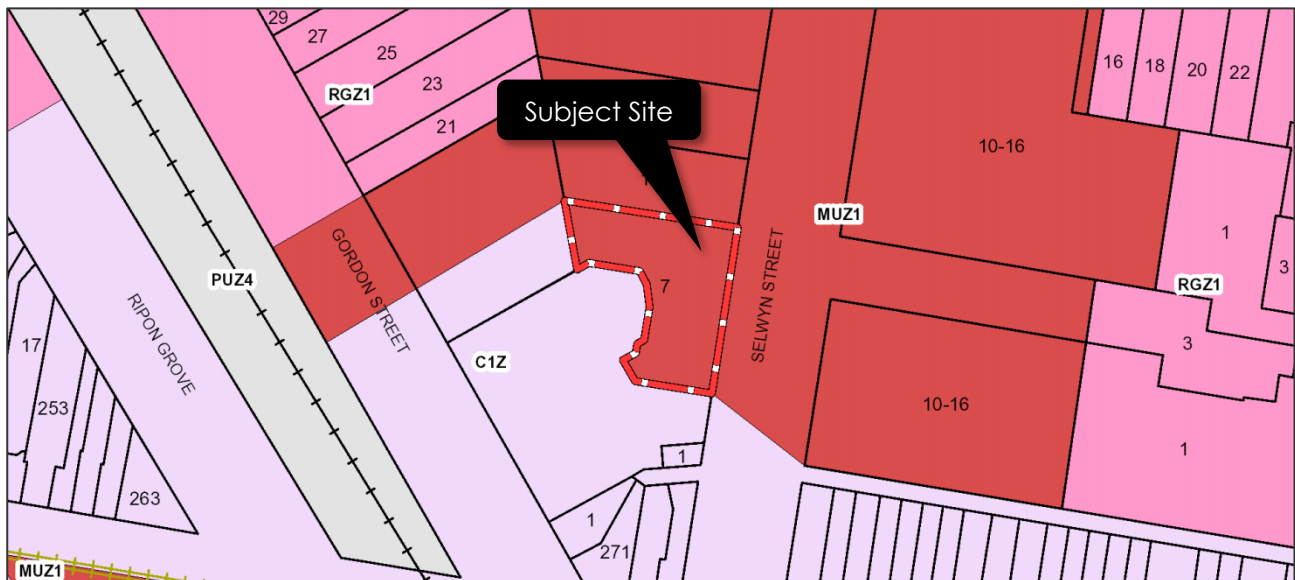 29
27
25
23
21
RGZ1
Subject Site
16
18
20
22
10-16
MUZ1
1
3
RGZ1
3
1
7
SELWYN STREET
GORDON STREET
PUZ4
RIPON GROVE
C1Z
10-16
17
253
263
1
1
271
MUZ1